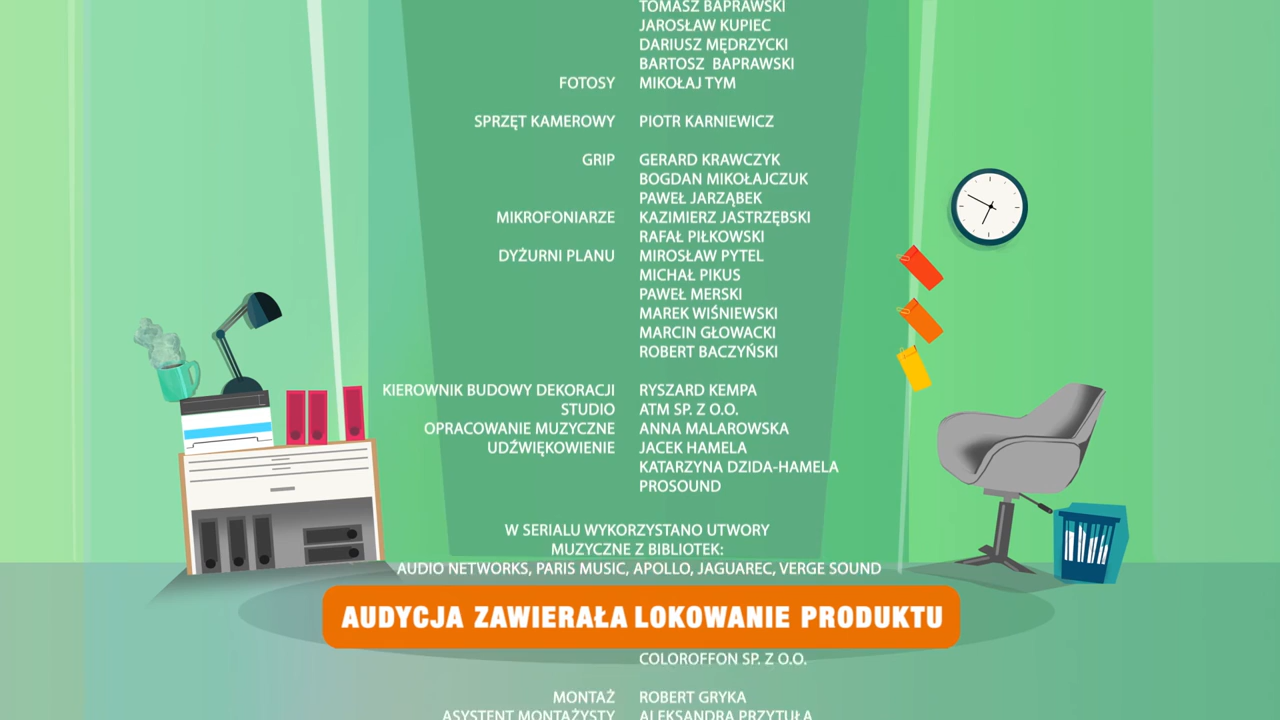 TOMASZ BAPRAWSKI
JAROSŁAW KUPIEC
DARIUSZ MĘDRZYCKI
BARTOSZ BAPRAWSKI
FOTOSY MIKOŁAJ TYM
SPRZĘT KAMEROWY PIOTR KARNIEWICZ
GRIP GERARD KRAWCZYK
BOGDAN MIKOŁAJCZUK
PAWEŁ JARZĄBEK
MIKROFONIARZE KAZIMIERZ JASTRZĘBSKI
RAFAŁ PIŁKOWSKI
DYŻURNI PLANU MIROSŁAW PYTEL
MICHAŁ PIKUS
PAWEŁ MERSKI
MAREK WIŚNIEWSKI
MARCIN GŁOWACKI
ROBERT BACZYŃSKI
KIEROWNIK BUDOWY DEKORACJI RYSZARD KEMPA
STUDIO ATM SP. Z O.O.
OPRACOWANIE MUZYCZNE ANNA MALAROWSKA
UDŹWIĘKOWIENIE JACEK HAMELA
KATARZYNA DZIDA-HAMELA
PROSOUND
W SERIALU WYKORZYSTANO UTWORY
MUZYCZNE Z BIBLIOTEK:
AUDIO NETWORKS, PARIS MUSIC, APOLLO, JAGUAREC, VERGE SOUND
AUDYCJA ZAWIERAŁA LOKOWANIE PRODUKTU
COLOROFFON SP. Z O.O.
MONTAŻ ROBERT GRYKA
ASYSTENT MONTAŻYSTY ALEKSANDRA PRZYTUŁA